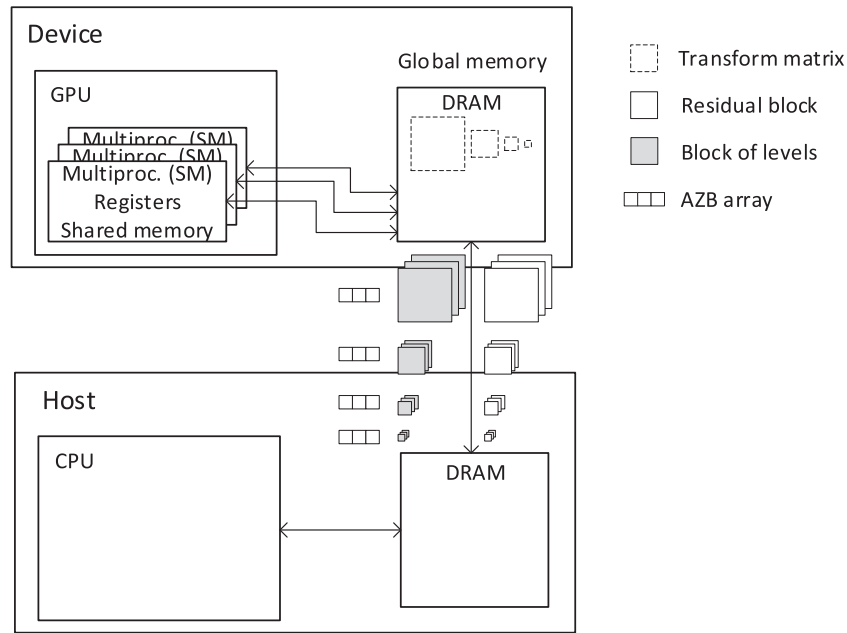 Device
Global memory
GPU
DRAM
Multiproc. (SM)
Multiproc. (SM)
Multiproc. (SM)
Registers
Shared memory
Transform matrix
Residual block
Block of levels
AZB array
Host
CPU
DRAM